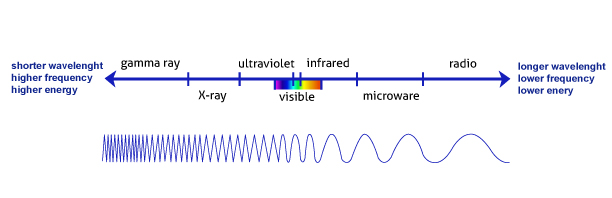 shorter wavelenght
higher frequency
higher energy
gamma ray
X-ray
ultraviolet
visible
infrared
microware
radio
longer wavelenght
lower frequency
lower enery